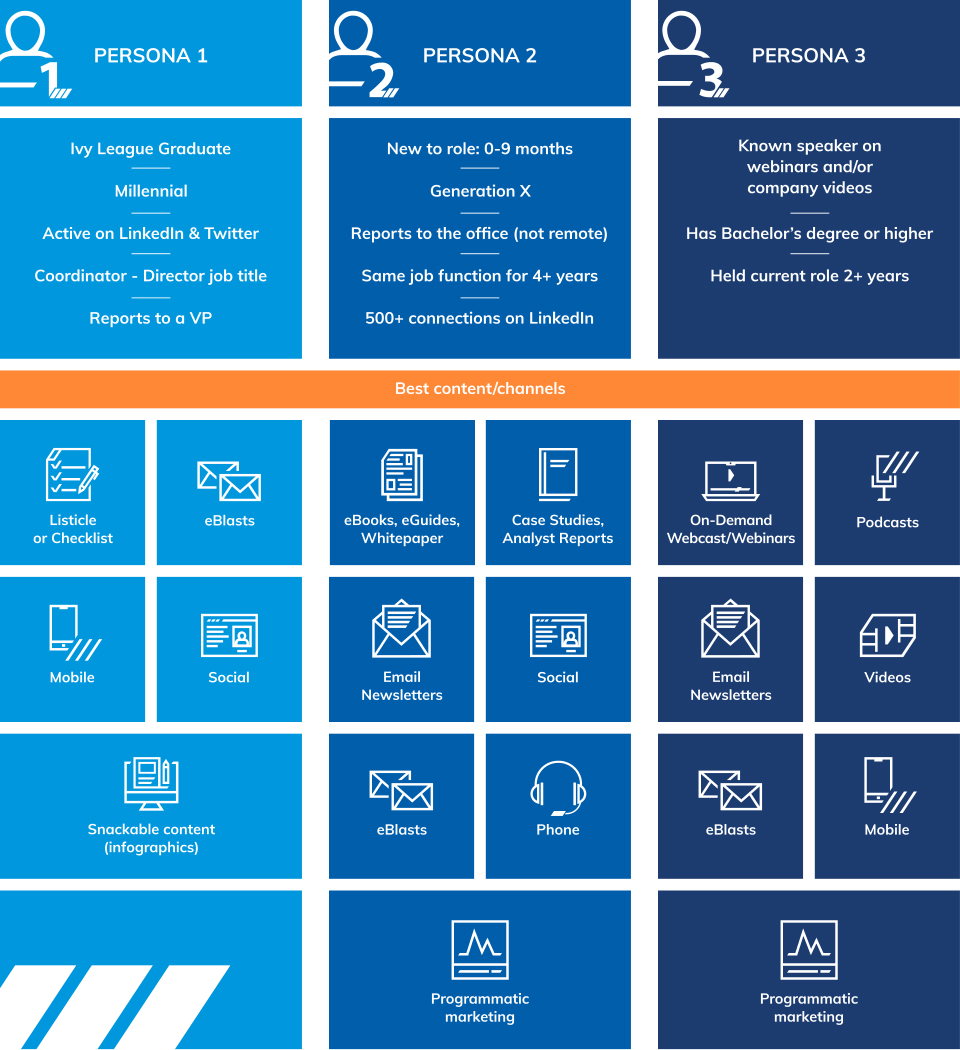 1
PERSONA 1
2
PERSONA 2
3
PERSONA 3
Ivy League Graduate
Millennial
Active on LinkedIn & Twitter
Coordinator - Director job title
Reports to a VP
New to role: 0-9 months
Generation X
Reports to the office (not remote)
Same job function for 4+ years
500+ connections on LinkedIn
Known speaker on
webinars and/or
company videos
Has Bachelor’s degree or higher
Held current role 2+ years
Best content/channels
Listicle
or Checklist
eBlasts
Mobile
Social
Snackable content
(infographics)
eBooks, eGuides,
Whitepaper
Case Studies,
Analyst Reports
Email
Newsletters
Social
eBlasts
Phone
Programmatic
marketing
On-Demand
Webcast/Webinars
Podcasts
Email
Newsletters
Videos
eBlasts
Mobile
Programmatic
marketing